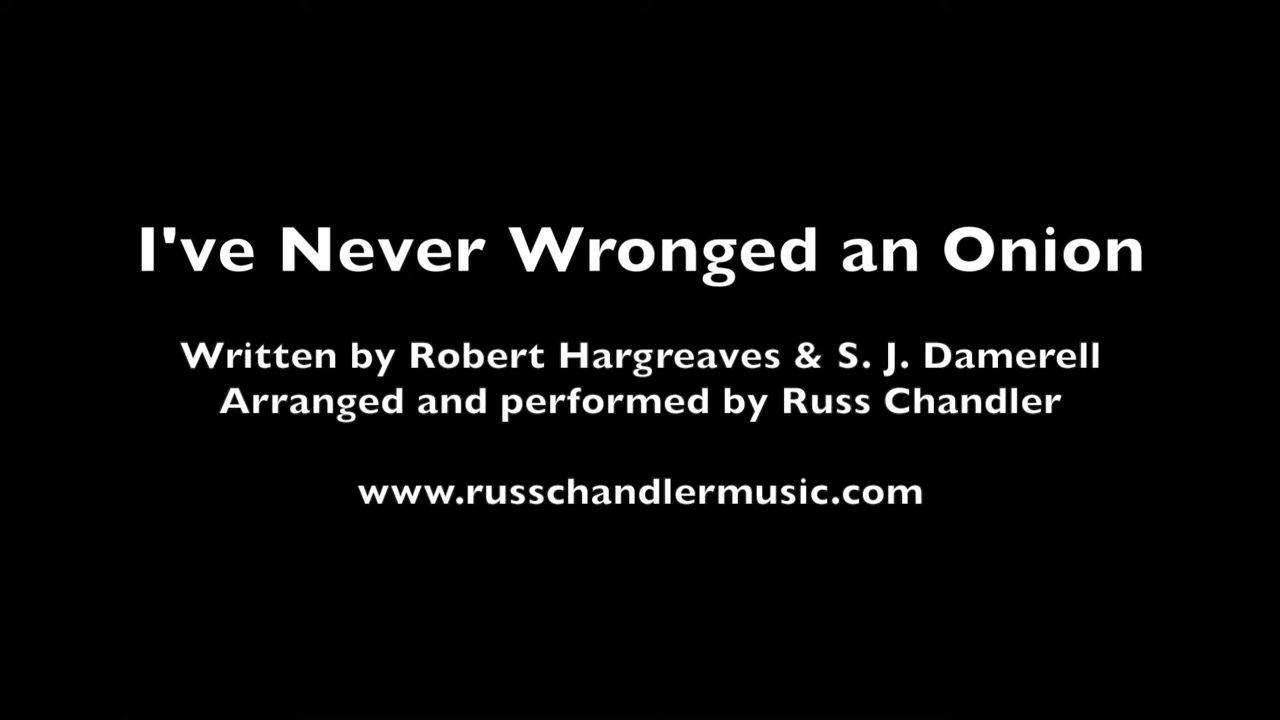 I've Never Wronged an Onion
Written by Robert Hargreaves & S. J. Damerell
Arranged and performed by Russ Chandler
www.russchandlermusic.com